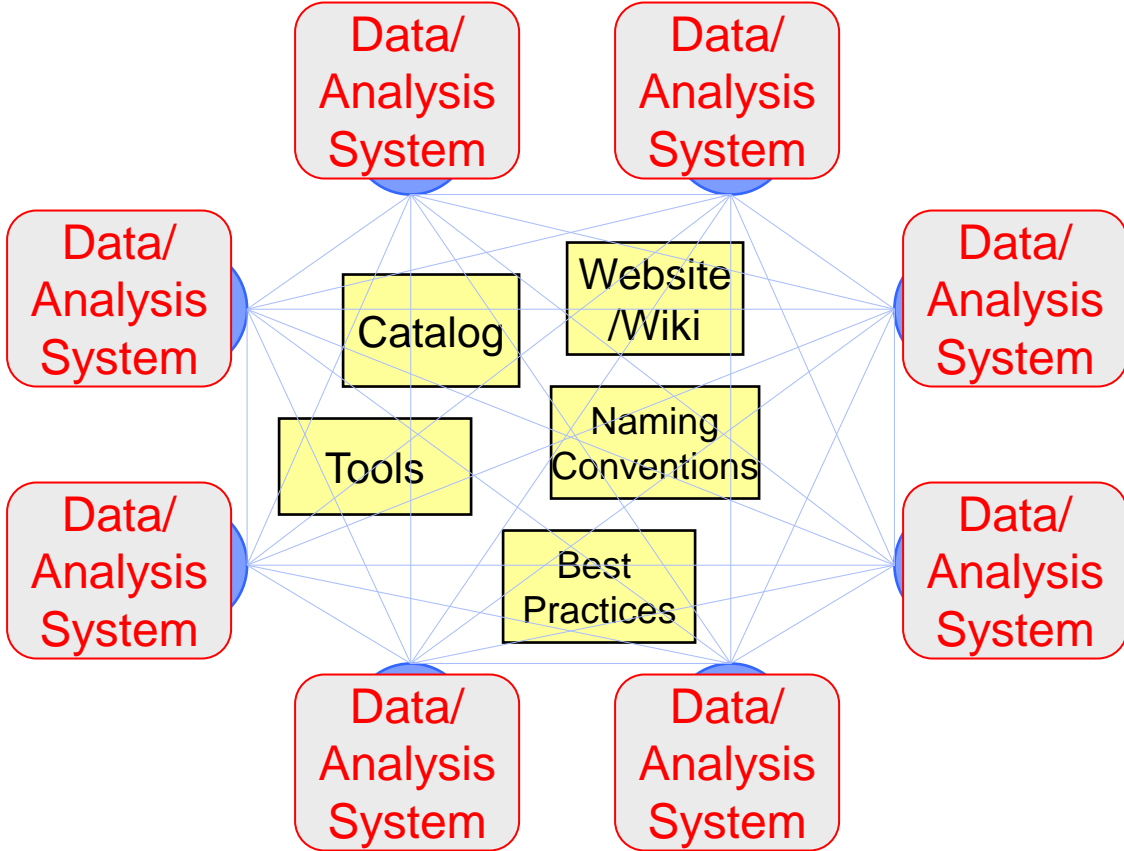 Data/
Analysis
System
Data/
Analysis
System
Data/
Analysis
System
Catalog
Website
/Wiki
Data/
Analysis
System
Tools
Naming
Conventions
Data/
Analysis
System
Best
Practices
Data/
Analysis
System
Data/
Analysis
System
Data/
Analysis
System